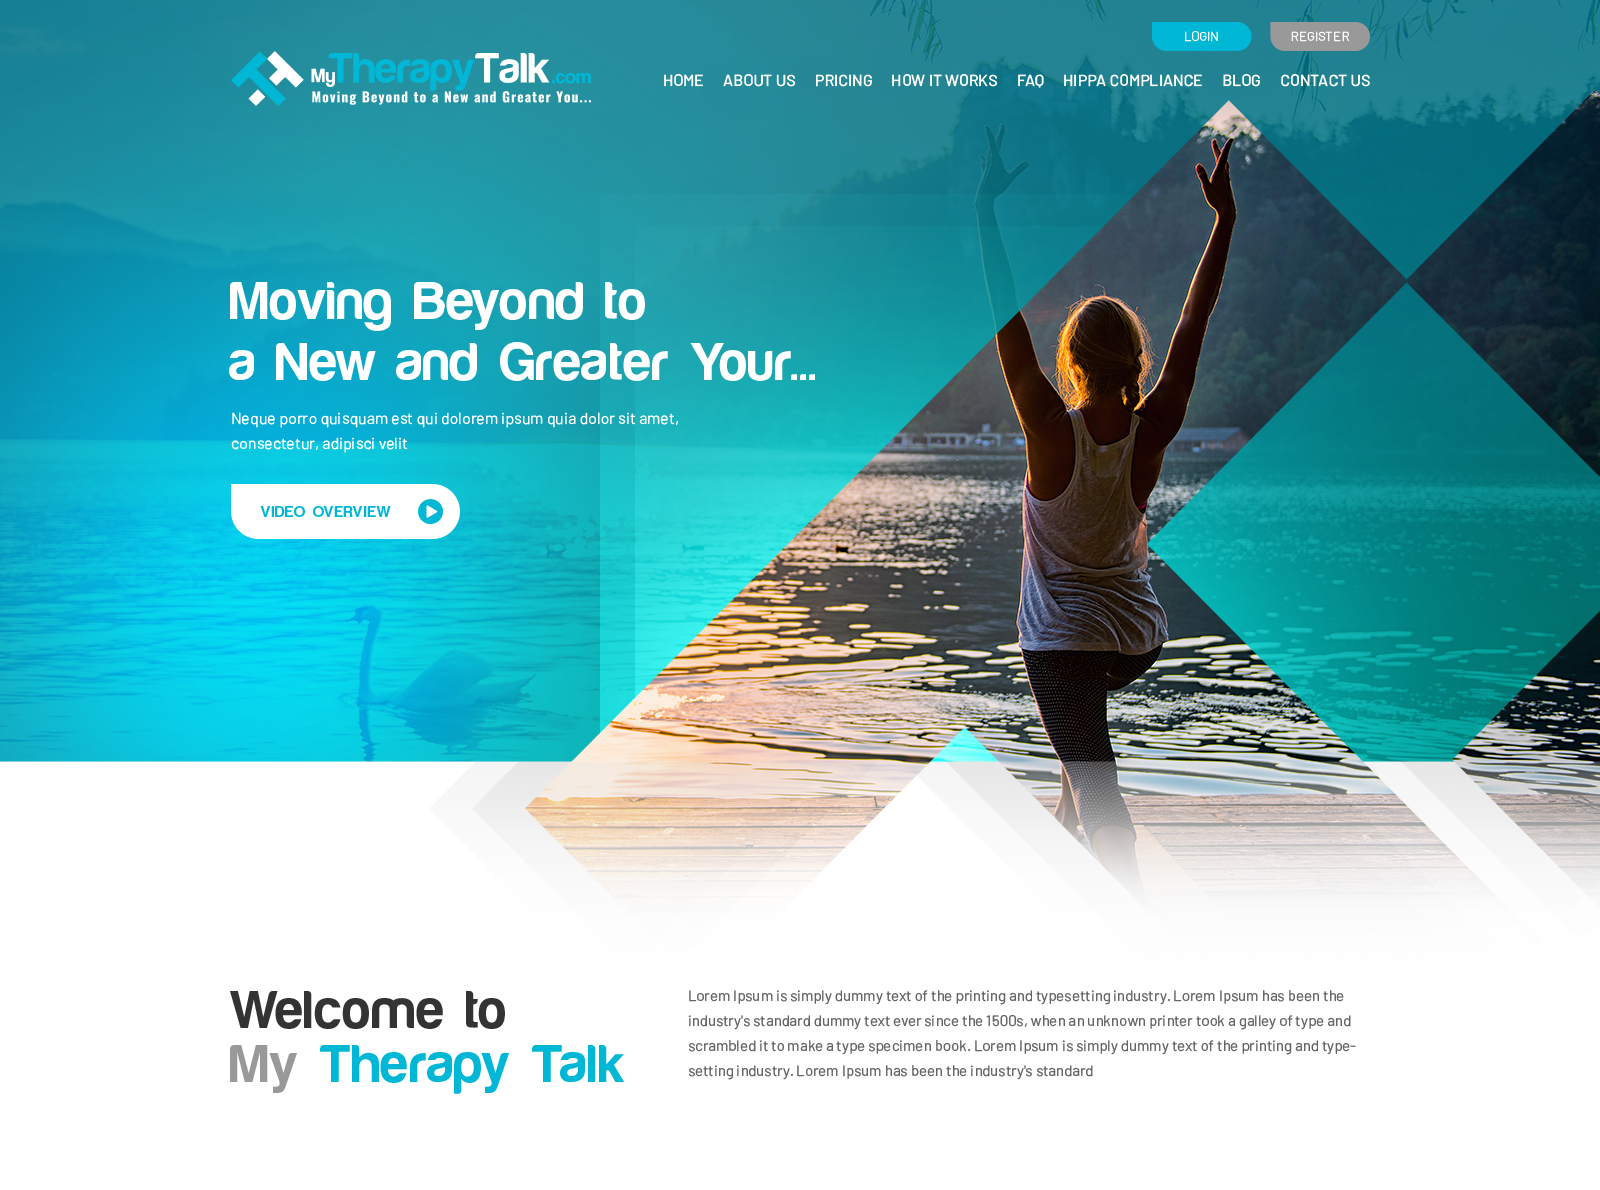 LOGIN
REGISTER
MyTherapyTalk.com
Moving Beyond to a New and Greater You...
HOME ABOUT US PRICING HOW IT WORKS FAQ HIPPA COMPLIANCE BLOG CONTACT US
Moving Beyond to
a New and Greater Your...
Neque porro quisquam est qui dolorem ipsum quia dolor sit amet,
consectetur, adipisci velit
VIDEO OVERVIEW
Welcome to
My Therapy Talk
Lorem Ipsum is simply dummy text of the printing and typesetting industry. Lorem Ipsum has been the
industry's standard dummy text ever since the 1500s, when an unknown printer took a galley of type and
scrambled it to make a type specimen book. Lorem Ipsum is simply dummy text of the printing and type-
setting industry. Lorem Ipsum has been the industry's standard